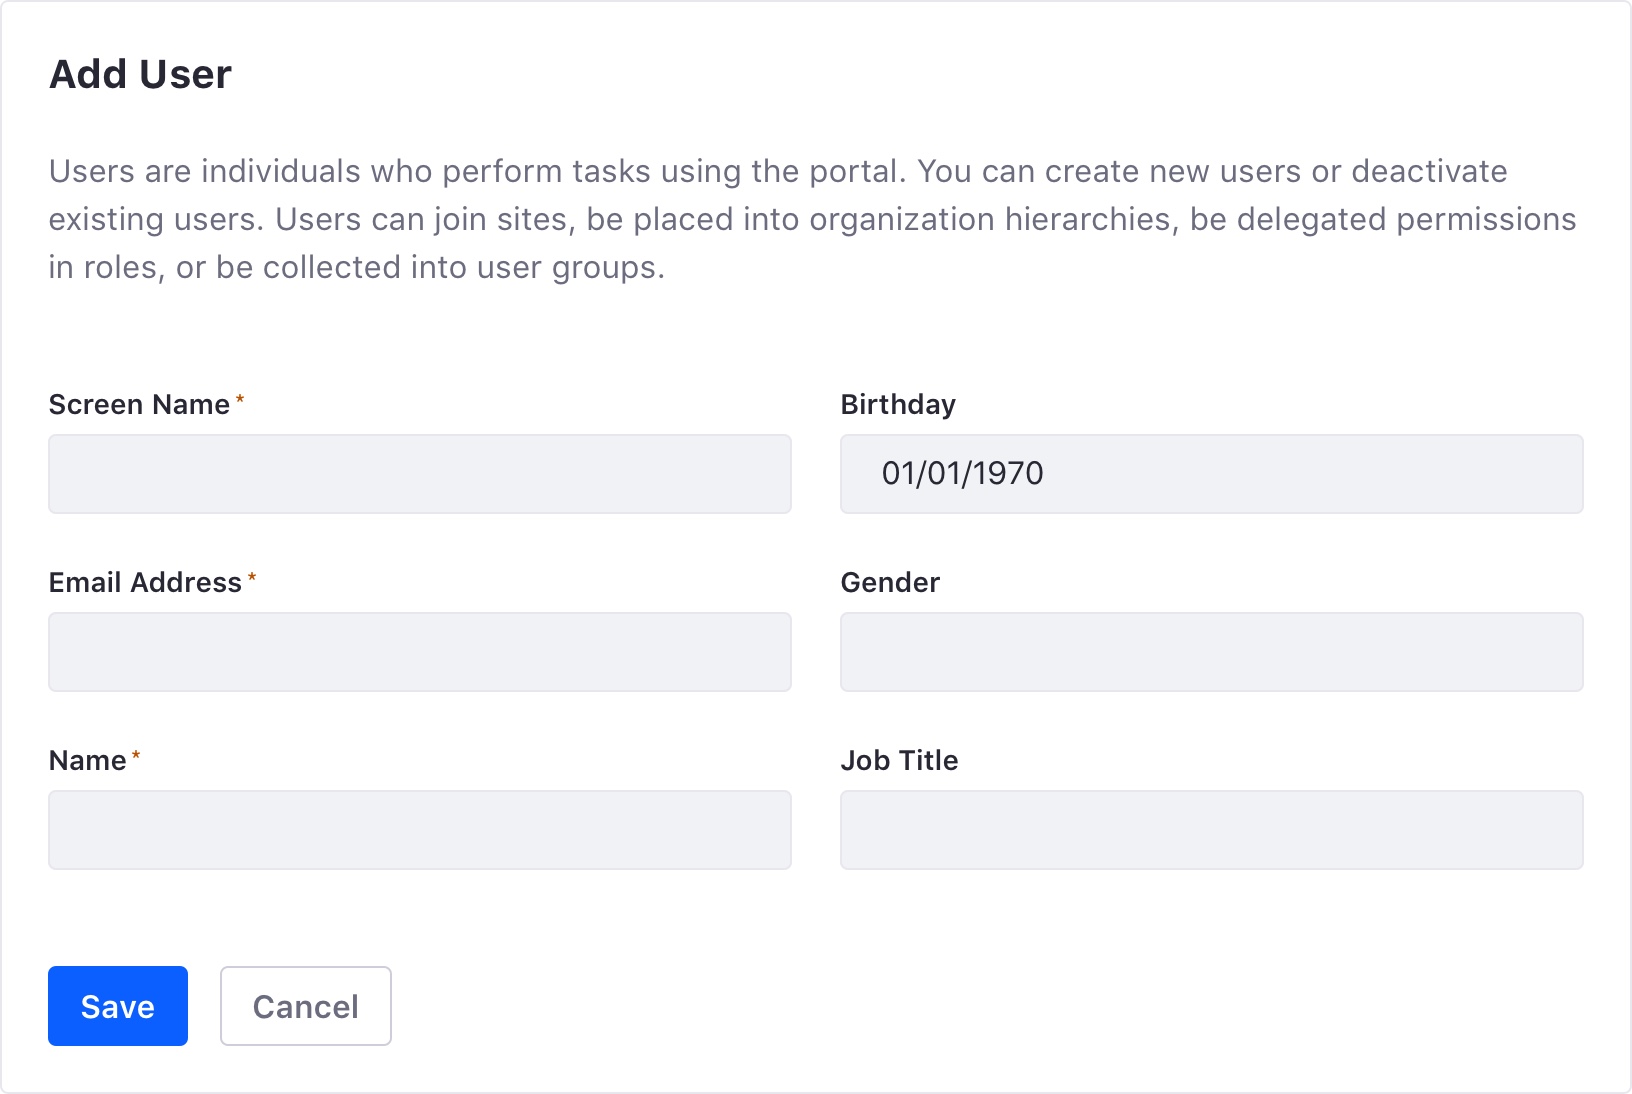 Add User
Users are individuals who perform tasks using the portal. You can create new users or deactivate
existing users. Users can join sites, be placed into organization hierarchies, be delegated permissions
in roles, or be collected into user groups.
Screen Name *
Birthday
01/01/1970
Email Address *
Gender
Name *
Job Title
Save
Cancel